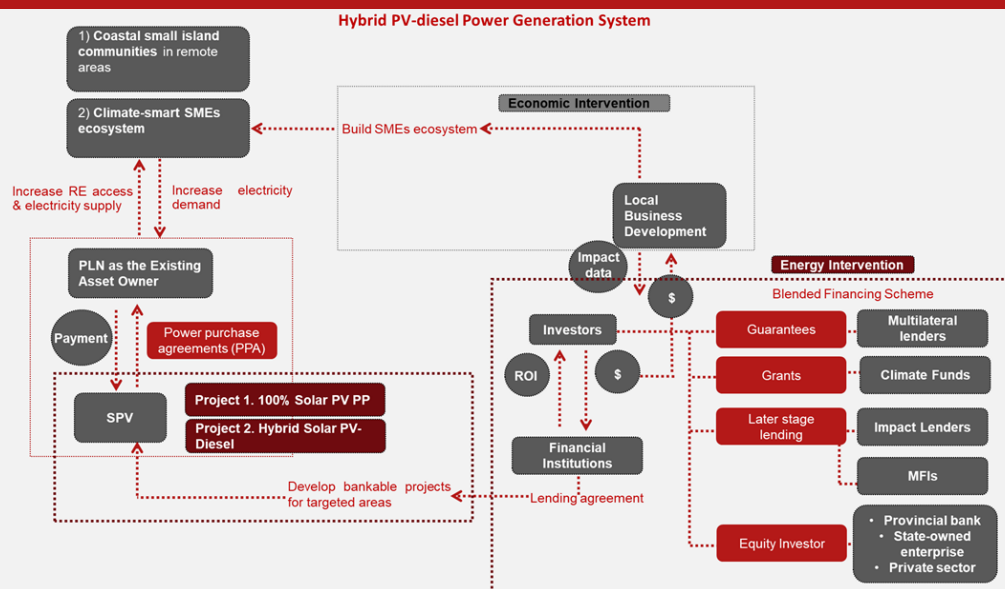 Hybrid PV-diesel Power Generation System
1) Coastal small island
communities in remote
areas
2) Climate-smart SMEs
ecosystem
Economic Intervention
Build SMEs ecosystem
Increase RE access
& electricity supply
Increase electricity
demand
Local
Business
Development
PLN as the Existing
Asset Owner
Impact
data
$
Energy Intervention
Blended Financing Scheme
Payment
Power purchase
agreements (PPA)
Investors
Guarantees
Multilateral
lenders
ROI
$
Grants
Climate Funds
SPV
Project 1. 100% Solar PV PP
Project 2. Hybrid Solar PV-
Diesel
Later stage
lending
Impact Lenders
Financial
Institutions
MFIs
Develop bankable projects
for targeted areas
Lending agreement
Equity Investor
• Provincial bank
• State-owned
enterprise
• Private sector